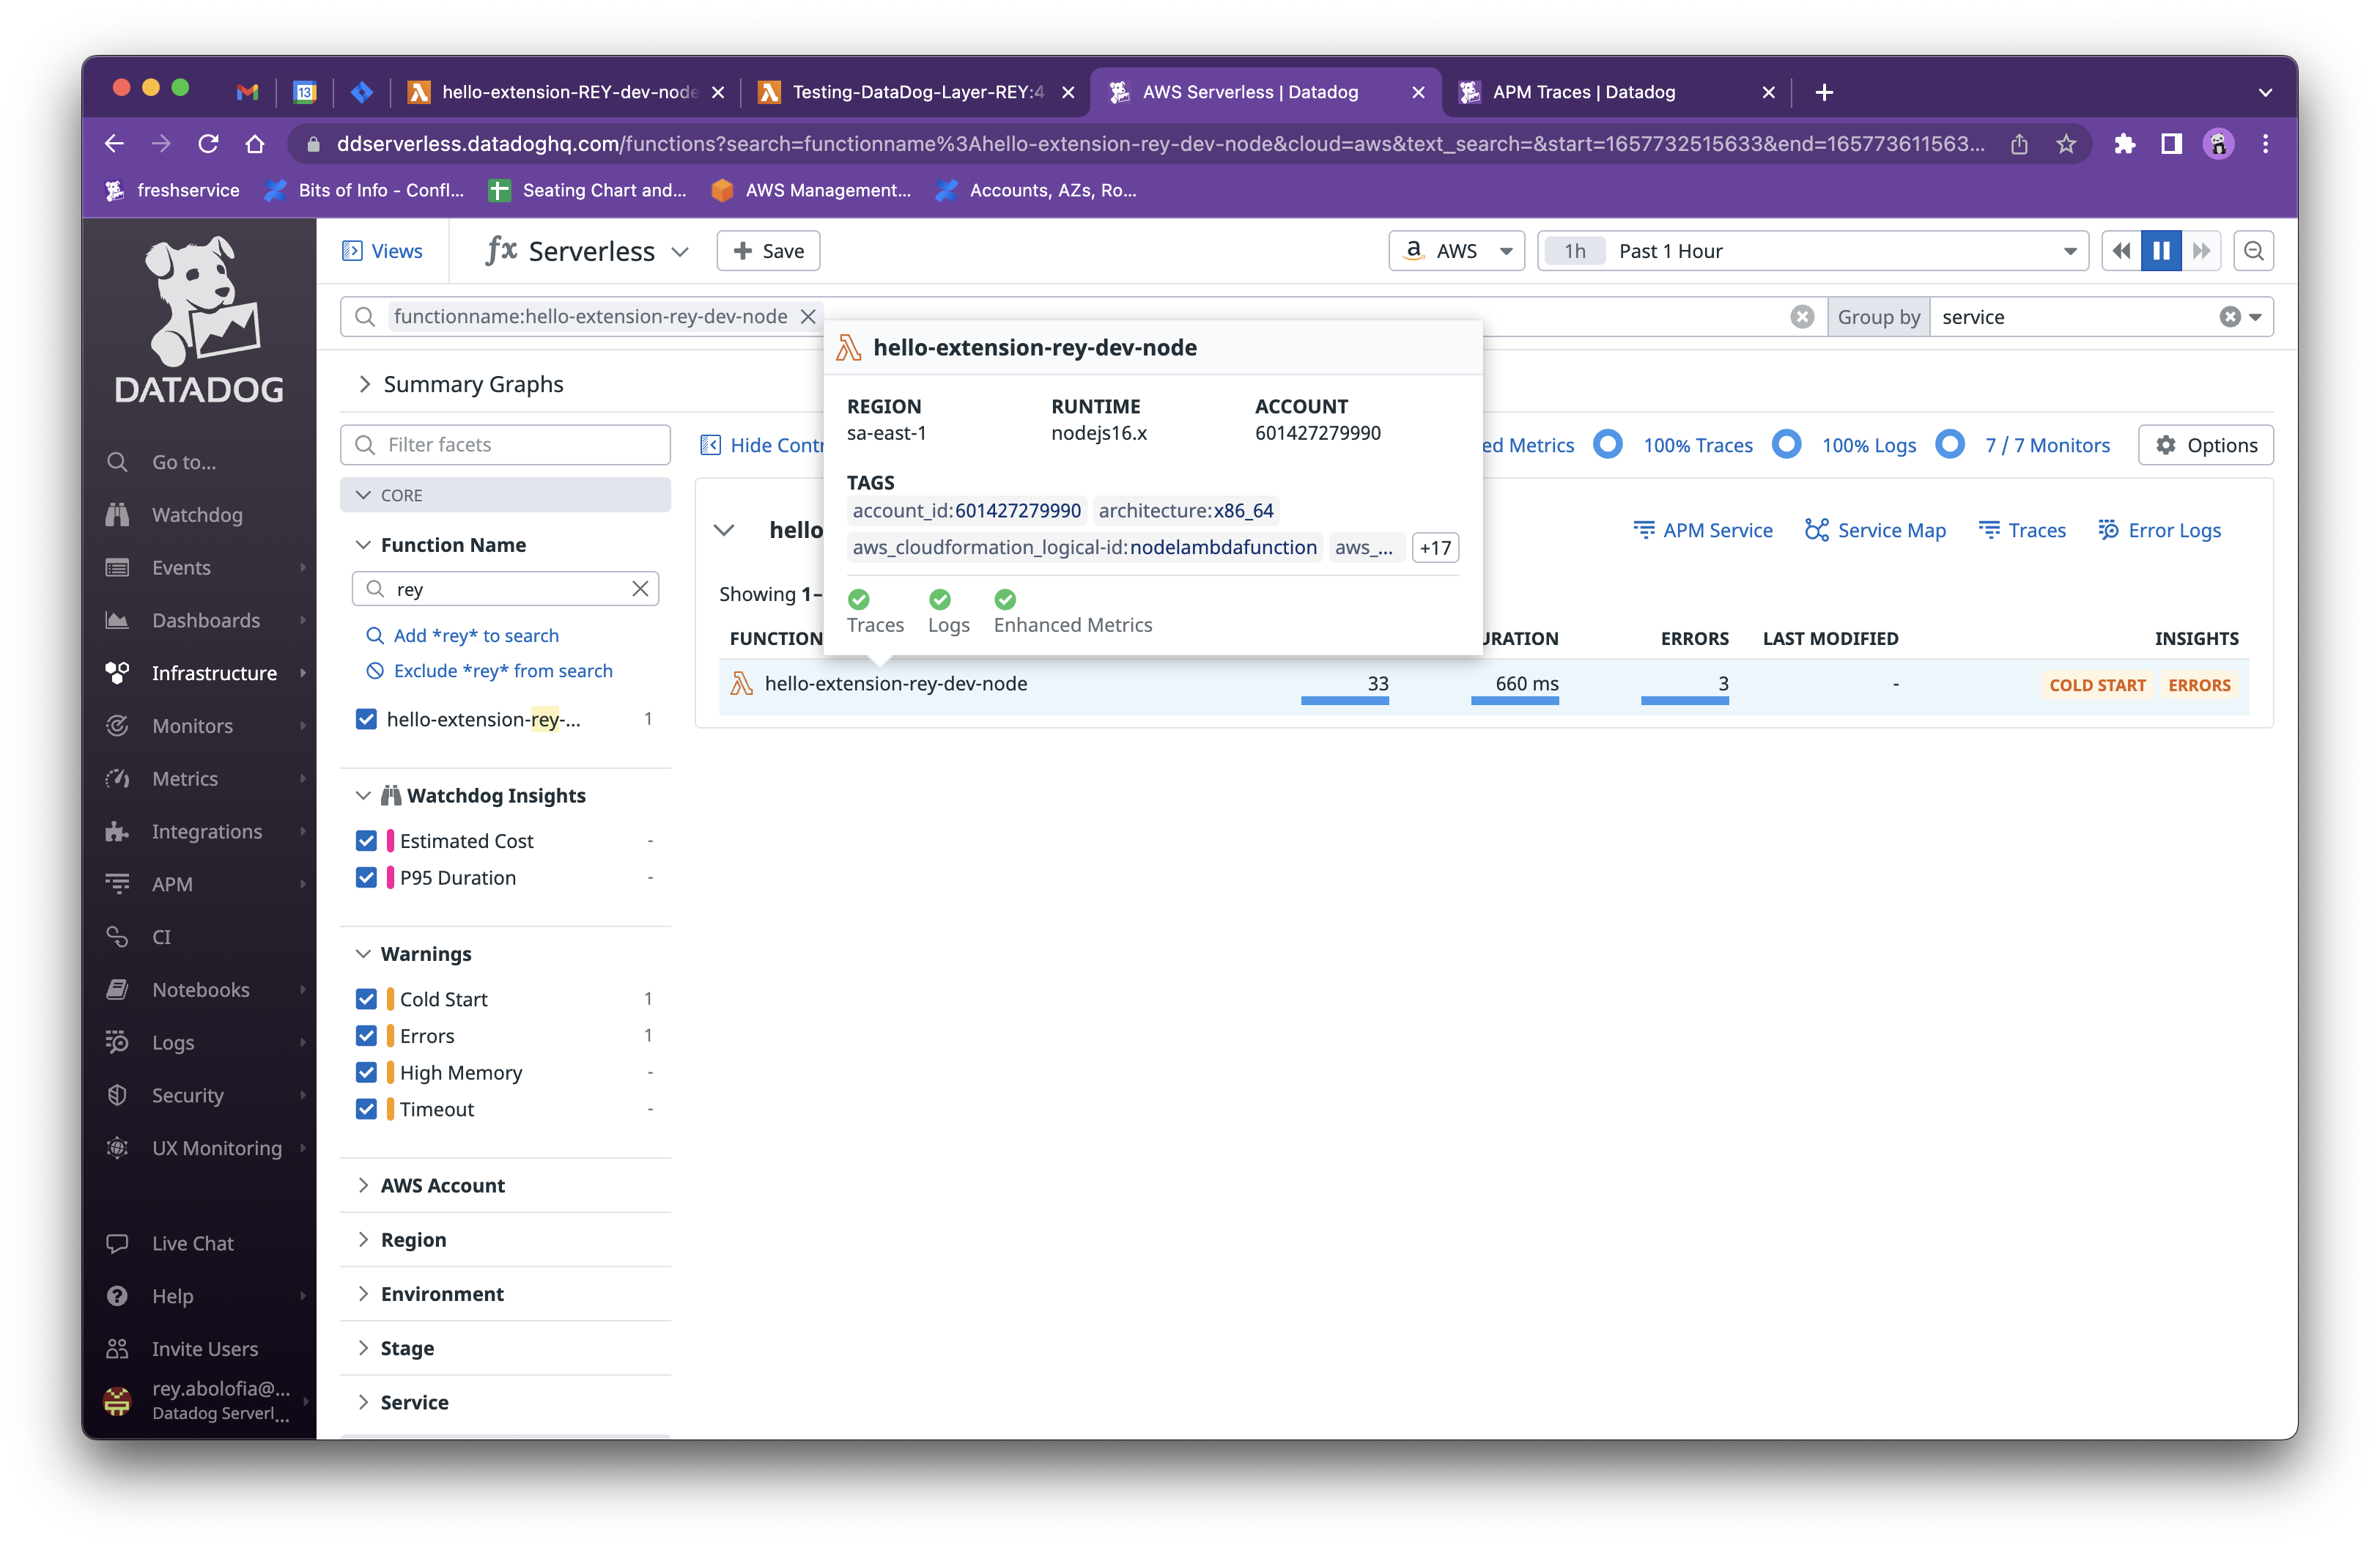 13
hello-extension-REY-dev-node
Testing-DataDog-Layer-REY:4
AWS Serverless | Datadog
APM Traces | Datadog
ddserverless.datadoghq.com/functions?search=functionname%3Ahello-extension-rey-dev-node&cloud=aws&text_search=&start=1657732515633&end=165773611563...
freshservice
Bits of Info - Confl...
Seating Chart and...
AWS Management...
Accounts, AZs, Ro...
DATADOG
Go to...
Watchdog
Events
Dashboards
Infrastructure
Monitors
Metrics
Integrations
APM
CI
Notebooks
Logs
Security
UX Monitoring
Live Chat
Help
Invite Users
rey.abolofia@...
Datadog Serverl...
Views
fx Serverless
+ Save
a AWS
1h Past 1 Hour
functionname:hello-extension-rey-dev-node
Group by service
Summary Graphs
Filter facets
CORE
Function Name
rey
Add *rey* to search
Exclude *rey* from search
hello-extension-rey-... 1
Watchdog Insights
Estimated Cost -
P95 Duration -
Warnings
Cold Start 1
Errors 1
High Memory -
Timeout -
AWS Account
Region
Environment
Stage
Service
Hide Contr
ed Metrics
100% Traces
100% Logs
7 / 7 Monitors
Options
hello
APM Service
Service Map
Traces
Error Logs
Showing 1–
FUNCTION
URATION
ERRORS
LAST MODIFIED
INSIGHTS
hello-extension-rey-dev-node
33
660 ms
3
-
COLD START
ERRORS
hello-extension-rey-dev-node
REGION RUNTIME ACCOUNT
sa-east-1 nodejs16.x 601427279990
TAGS
account_id:601427279990 architecture:x86_64
aws_cloudformation_logical-id:nodelambdafunction aws_... +17
Traces Logs Enhanced Metrics